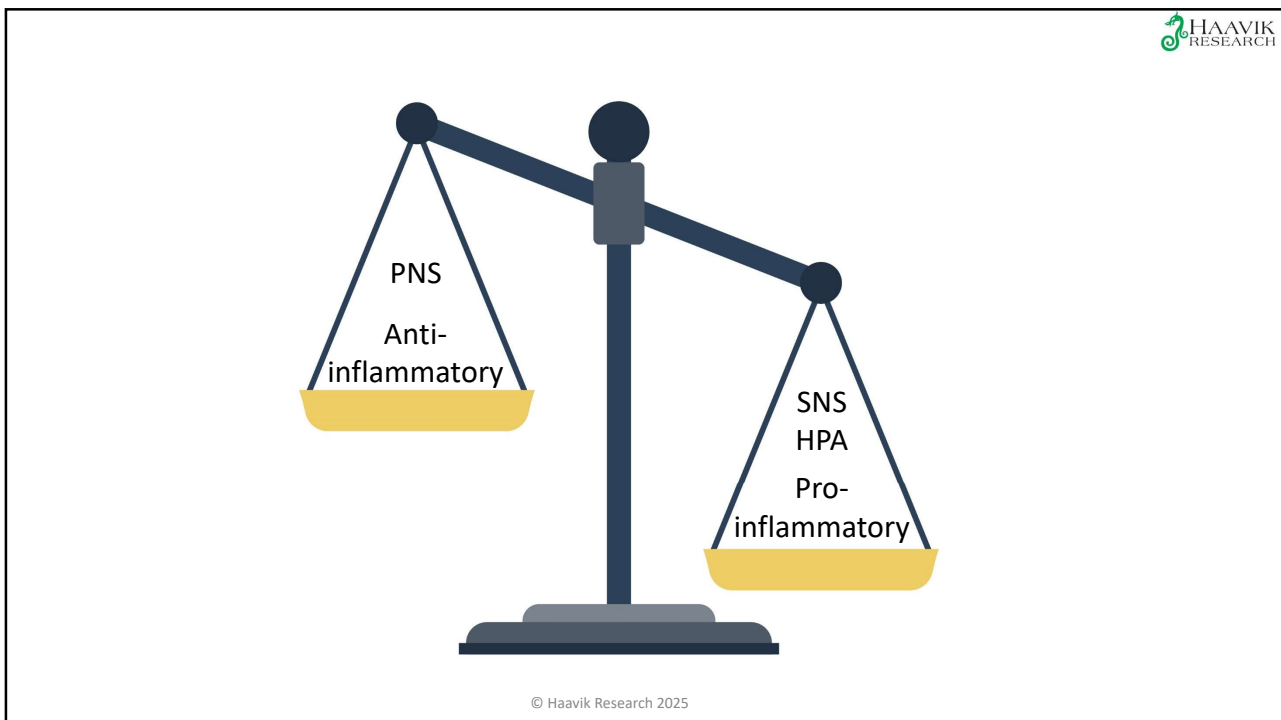 HAAVIK
RESEARCH
PNS
Anti-
inflammatory
SNS
HPA
Pro-
inflammatory
© Haavik Research 2025